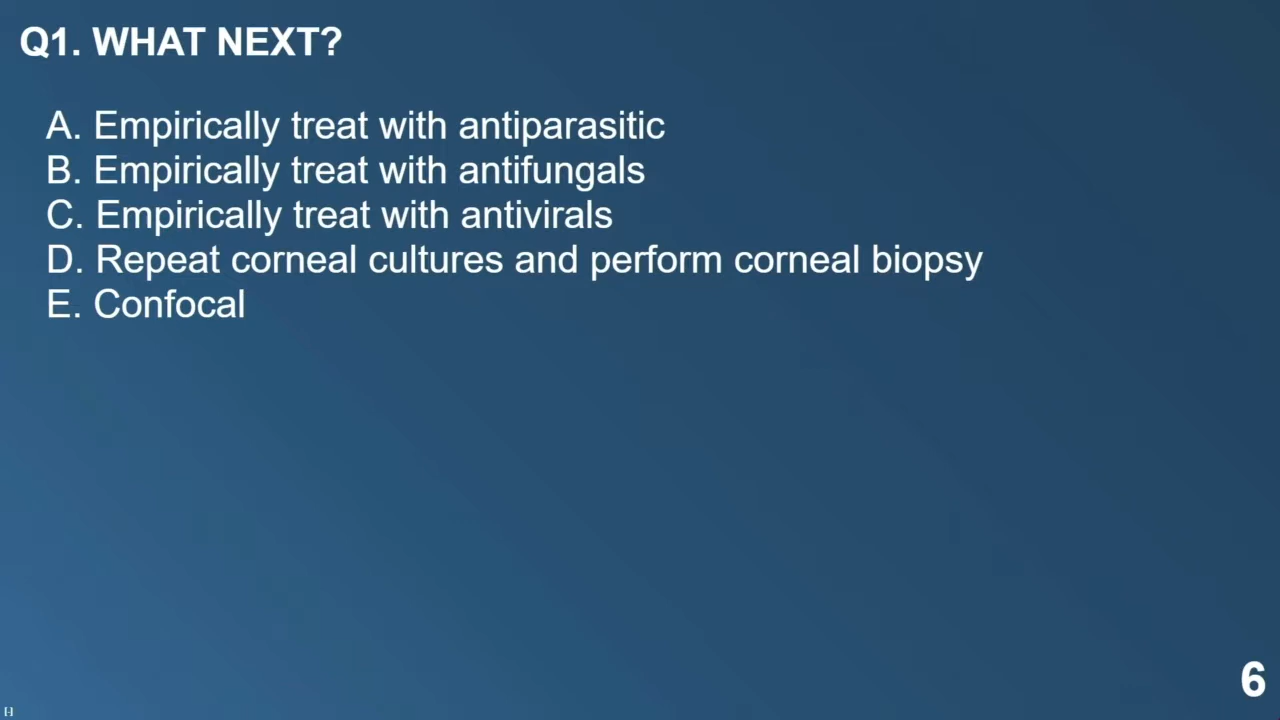 Q1. WHAT NEXT?
A. Empirically treat with antiparasitic
B. Empirically treat with antifungals
C. Empirically treat with antivirals
D. Repeat corneal cultures and perform corneal biopsy
E. Confocal
6